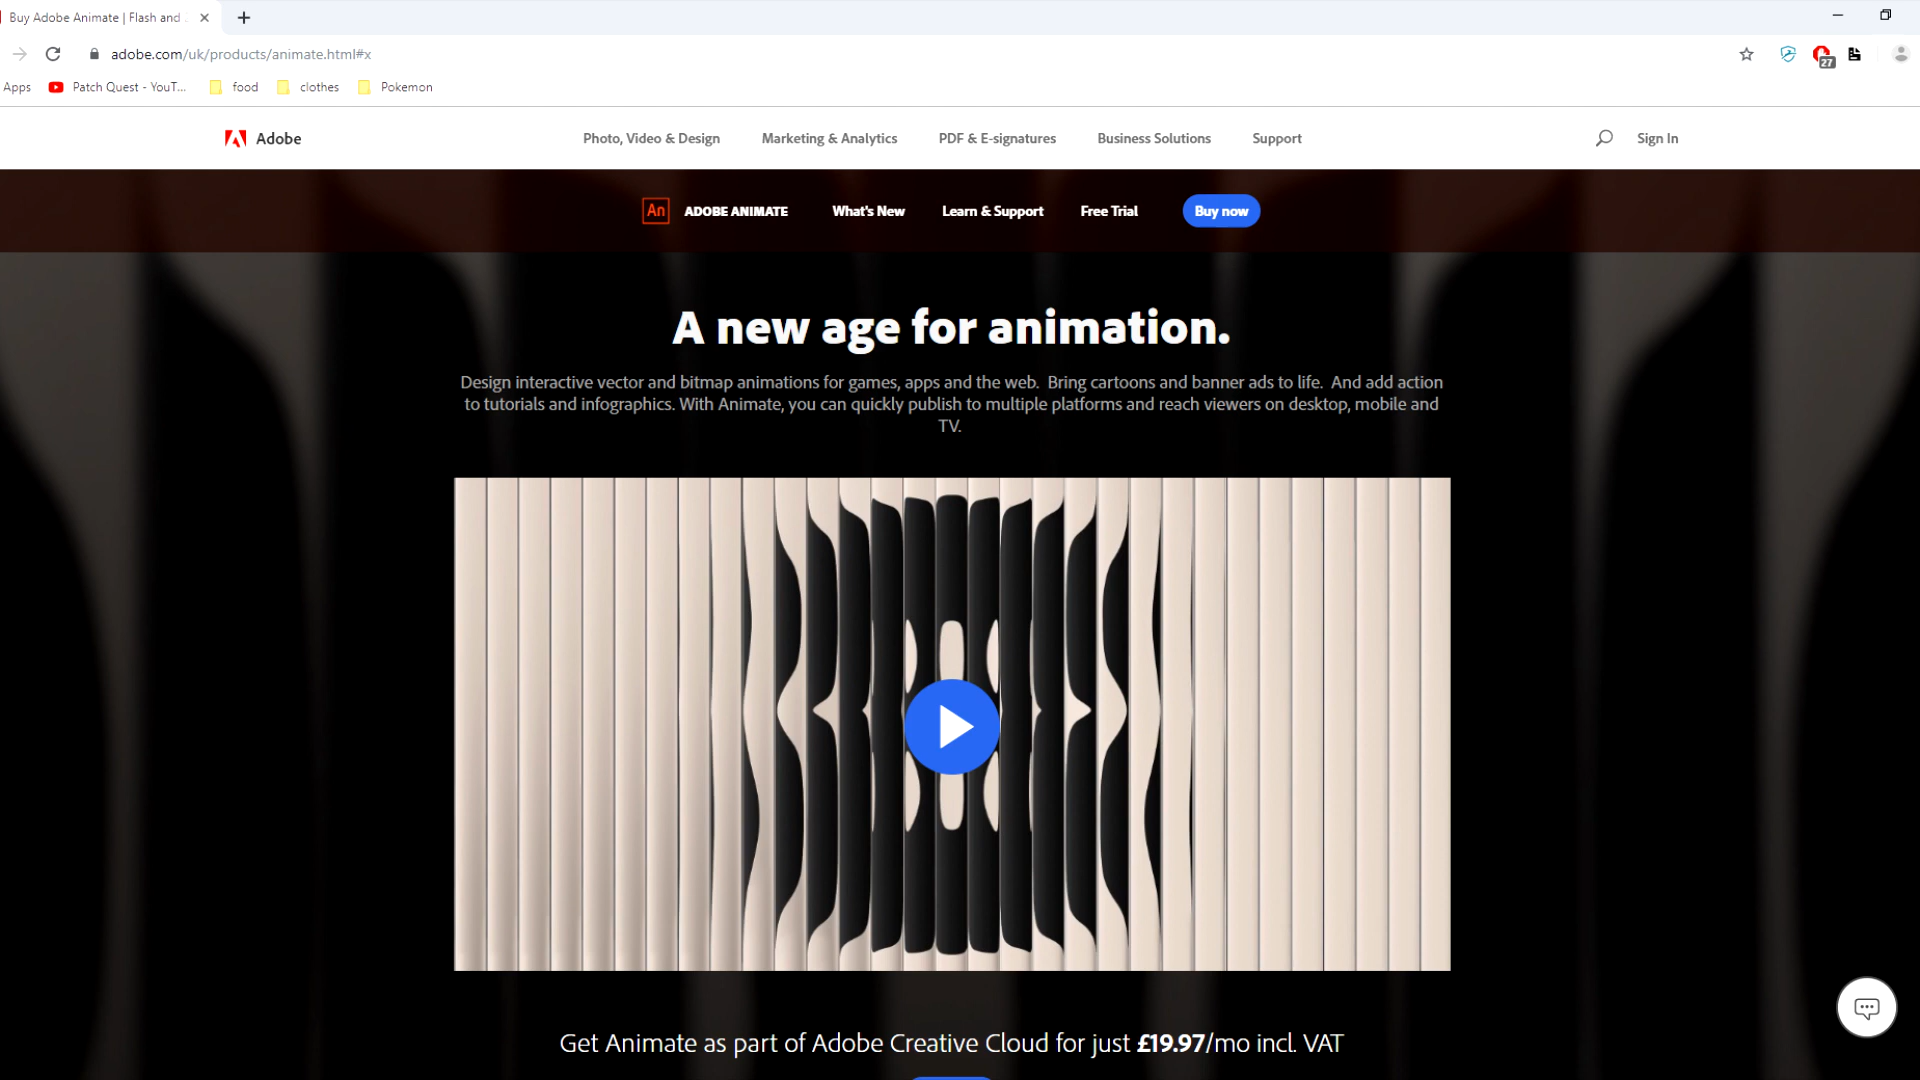 Buy Adobe Animate | Flash and
adobe.com/uk/products/animate.html#x
27
Apps
Patch Quest - YouT...
food
clothes
Pokemon
Adobe
Photo, Video & Design
Marketing & Analytics
PDF & E-signatures
Business Solutions
Support
Sign In
An
ADOBE ANIMATE
What's New
Learn & Support
Free Trial
Buy now
A new age for animation.
Design interactive vector and bitmap animations for games, apps and the web. Bring cartoons and banner ads to life. And add action
to tutorials and infographics. With Animate, you can quickly publish to multiple platforms and reach viewers on desktop, mobile and
TV.
Get Animate as part of Adobe Creative Cloud for just £19.97/mo incl. VAT